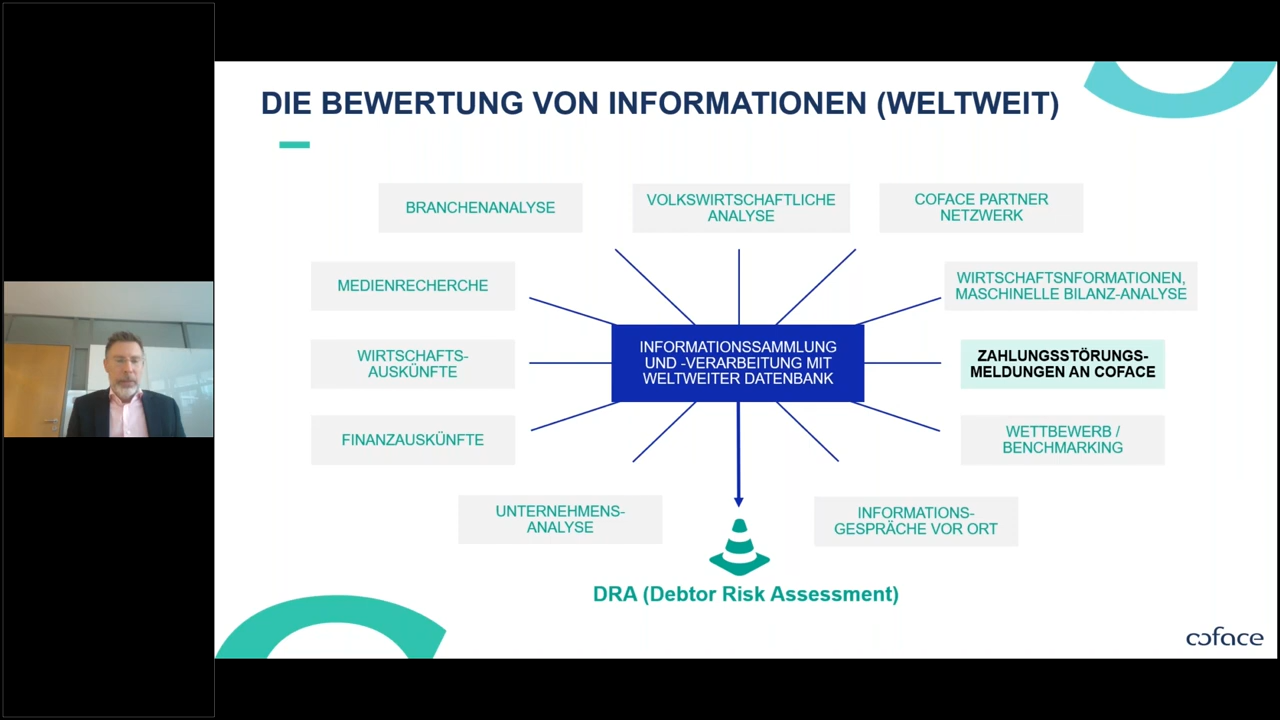 DIE BEWERTUNG VON INFORMATIONEN (WELTWEIT)
BRANCHENANALYSE
VOLKSWIRTSCHAFTLICHE
ANALYSE
COFACE PARTNER
NETZWERK
MEDIENRECHERCHE
WIRTSCHAFTSNFORMATIONEN,
MASCHINELLE BILANZ-ANALYSE
WIRTSCHAFTS-
AUSKÜNFTE
INFORMATIONSSAMMLUNG
UND -VERARBEITUNG MIT
WELTWEITER DATENBANK
ZAHLUNGSSTÖRUNGS-
MELDUNGEN AN COFACE
FINANZAUSKÜNFTE
WETTBEWERB /
BENCHMARKING
UNTERNEHMENS-
ANALYSE
INFORMATIONS-
GESPRÄCHE VOR ORT
DRA (Debtor Risk Assessment)
coface